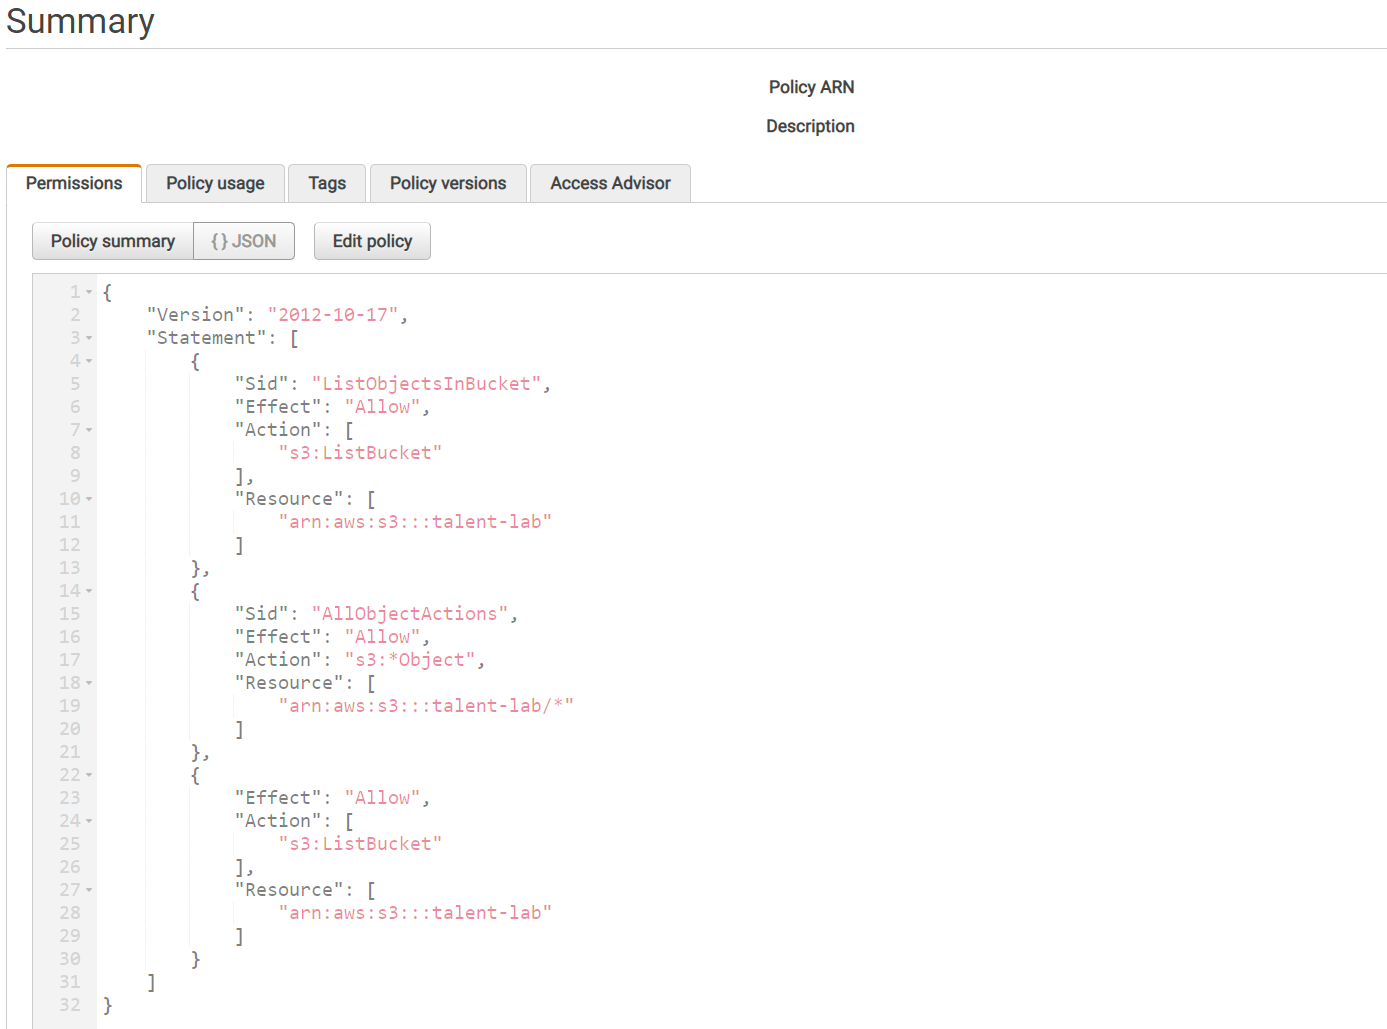 Summary
Policy ARN
Description
Permissions Policy usage Tags Policy versions Access Advisor
Policy summary { } JSON Edit policy
1 {
2 "Version": "2012-10-17",
3 "Statement": [
4 {
5 "Sid": "ListObjectsInBucket",
6 "Effect": "Allow",
7 "Action": [
8 "s3:ListBucket"
9 ],
10 "Resource": [
11 "arn:aws:s3:::talent-lab"
12 ]
13 },
14 {
15 "Sid": "AllObjectActions",
16 "Effect": "Allow",
17 "Action": "s3:*Object",
18 "Resource": [
19 "arn:aws:s3:::talent-lab/*"
20 ]
21 },
22 {
23 "Effect": "Allow",
24 "Action": [
25 "s3:ListBucket"
26 ],
27 "Resource": [
28 "arn:aws:s3:::talent-lab"
29 ]
30 }
31 ]
32 }